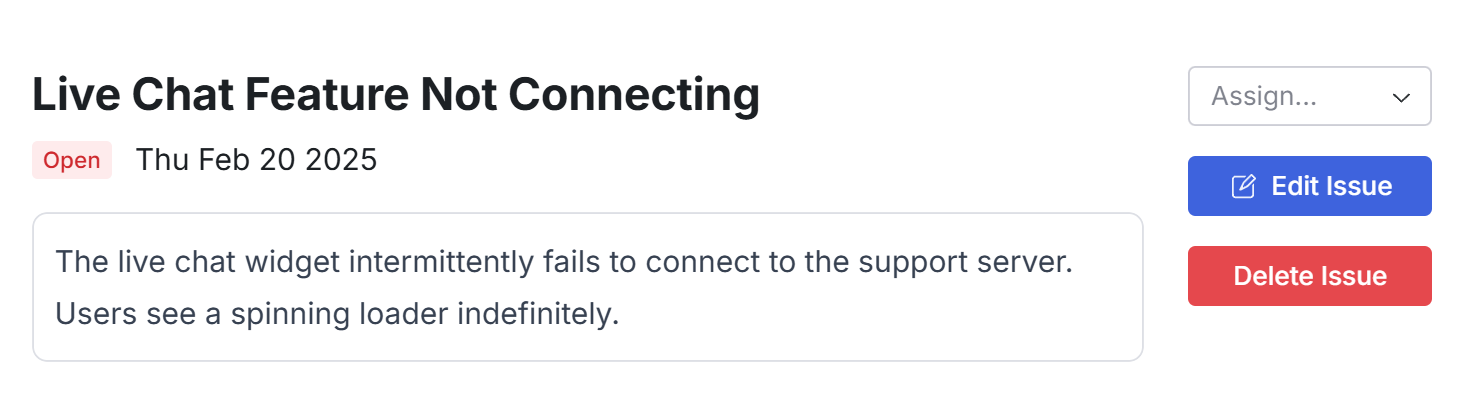 Live Chat Feature Not Connecting
Open Thu Feb 20 2025
The live chat widget intermittently fails to connect to the support server.
Users see a spinning loader indefinitely.
Assign...
Edit Issue
Delete Issue